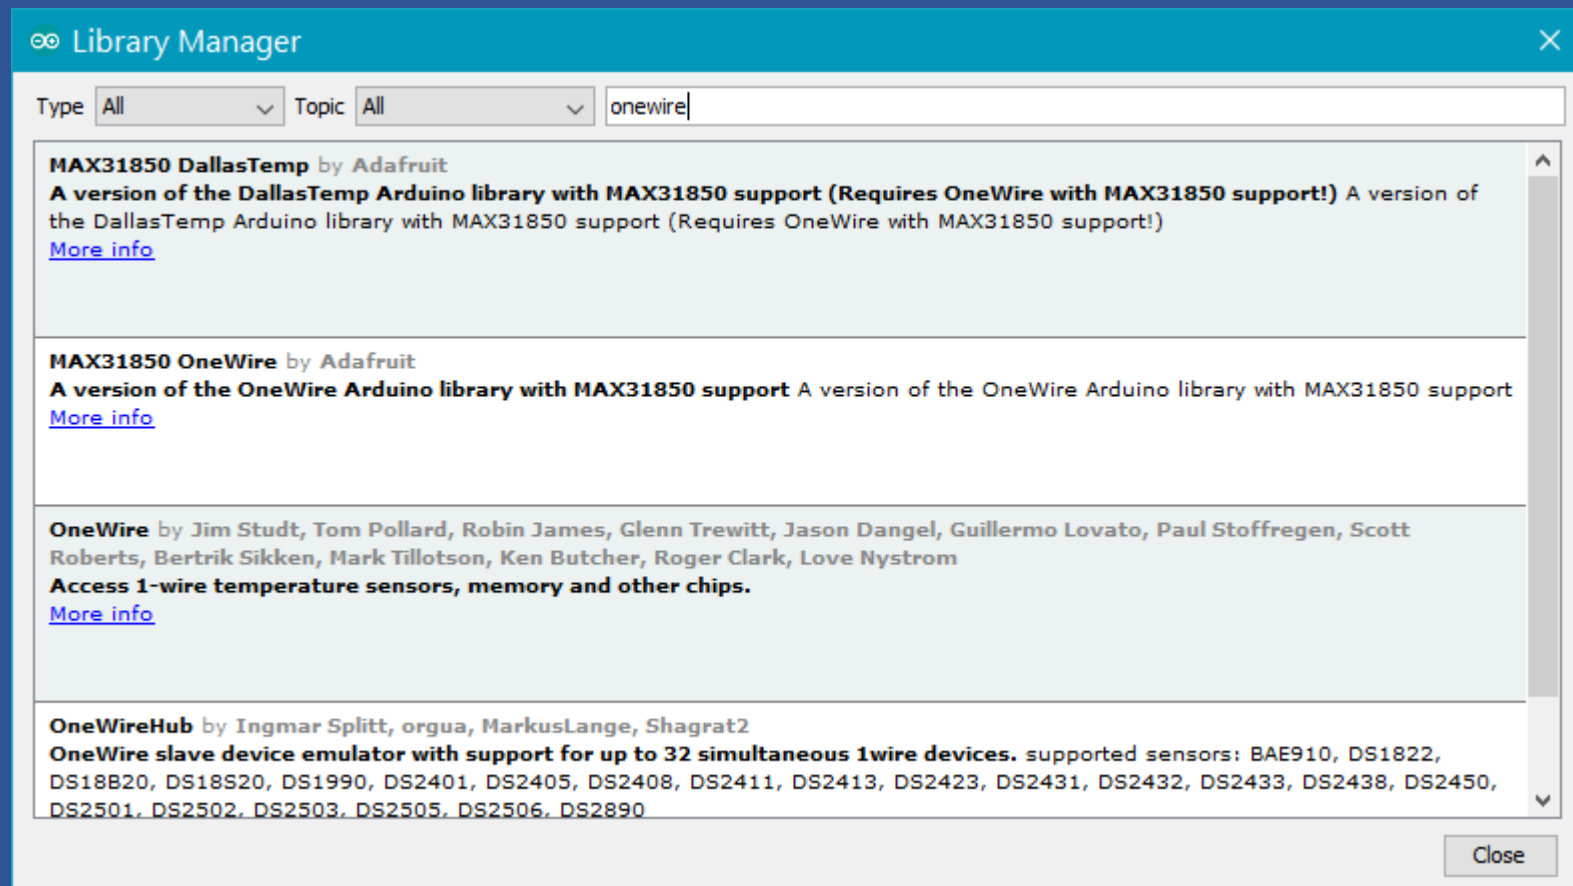 Library Manager
Type All Topic All onewire
MAX31850 DallasTemp by Adafruit
A version of the DallasTemp Arduino library with MAX31850 support (Requires OneWire with MAX31850 support!) A version of
the DallasTemp Arduino library with MAX31850 support (Requires OneWire with MAX31850 support!)
More info
MAX31850 OneWire by Adafruit
A version of the OneWire Arduino library with MAX31850 support A version of the OneWire Arduino library with MAX31850 support
More info
OneWire by Jim Studt, Tom Pollard, Robin James, Glenn Trewitt, Jason Dangel, Guillermo Lovato, Paul Stoffregen, Scott
Roberts, Bertrik Sikken, Mark Tillotson, Ken Butcher, Roger Clark, Love Nystrom
Access 1-wire temperature sensors, memory and other chips.
More info
OneWireHub by Ingmar Splitt, orgua, MarkusLange, Shagrat2
OneWire slave device emulator with support for up to 32 simultaneous 1wire devices. supported sensors: BAE910, DS1822,
DS18B20, DS18S20, DS1990, DS2401, DS2405, DS2408, DS2411, DS2413, DS2423, DS2431, DS2432, DS2433, DS2438, DS2450,
DS2501, DS2502, DS2503, DS2505, DS2506, DS2890
Close